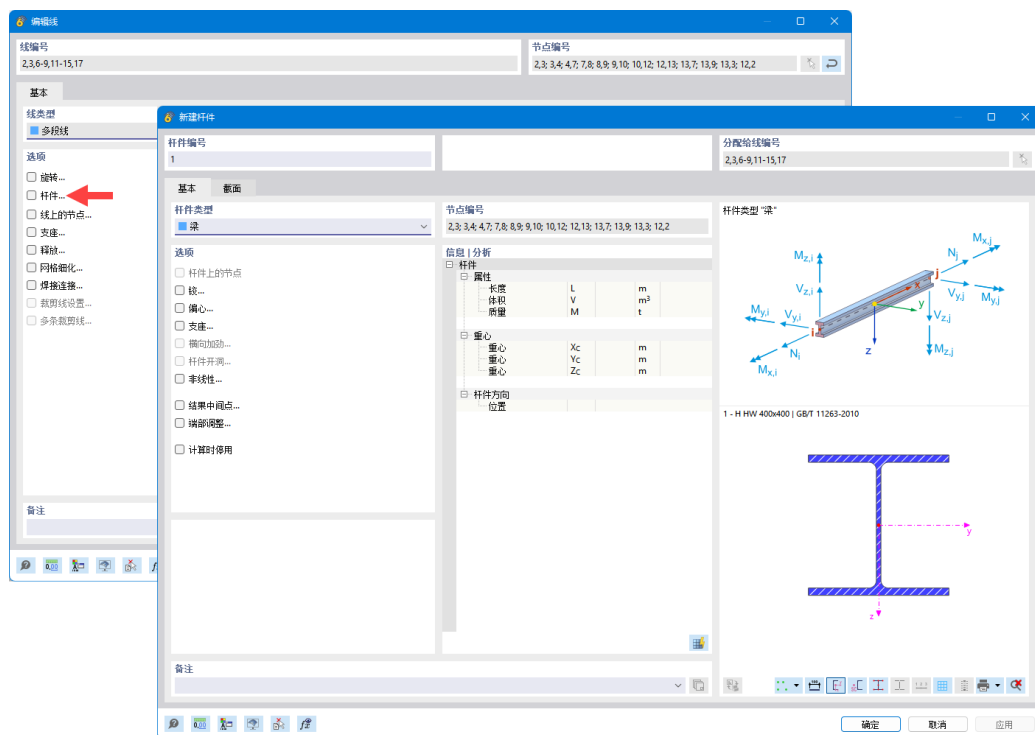 编辑线
线编号
节点编号
2,3,6-9,11-15,17
2,3; 3,4; 4,7; 7,8; 8,9; 9,10; 10,12; 12,13; 13,7; 13,9; 13,3; 12,2
基本
线类型
多段线
选项
旋转...
杆件...
线上的节点...
支座...
释放...
网格细化...
焊接连接...
裁剪线设置...
多条裁剪线...
备注
新建杆件
杆件编号
1
分配给线编号
2,3,6-9,11-15,17
基本
截面
杆件类型
梁
选项
杆件上的节点
铰...
偏心...
支座...
横向加劲...
杆件开洞...
非线性...
结果中间点...
端部调整...
计算时停用
节点编号
2,3; 3,4; 4,7; 7,8; 8,9; 9,10; 10,12; 12,13; 13,7; 13,9; 13,3; 12,2
信息 | 分析
杆件
属性
长度 L m
体积 V m³
质量 M t
重心
重心 Xc m
重心 Yc m
重心 Zc m
杆件方向
位置
杆件类型 "梁"
Mx,j
Nj
Mz,i
j
x
Vz,i
Vy,j
My,j
y
My,i
Vy,i
Vz,j
i
z
Mz,j
Ni
Mx,i
1 - H HW 400x400 | GB/T 11263-2010
y
z
备注
确定
取消
应用